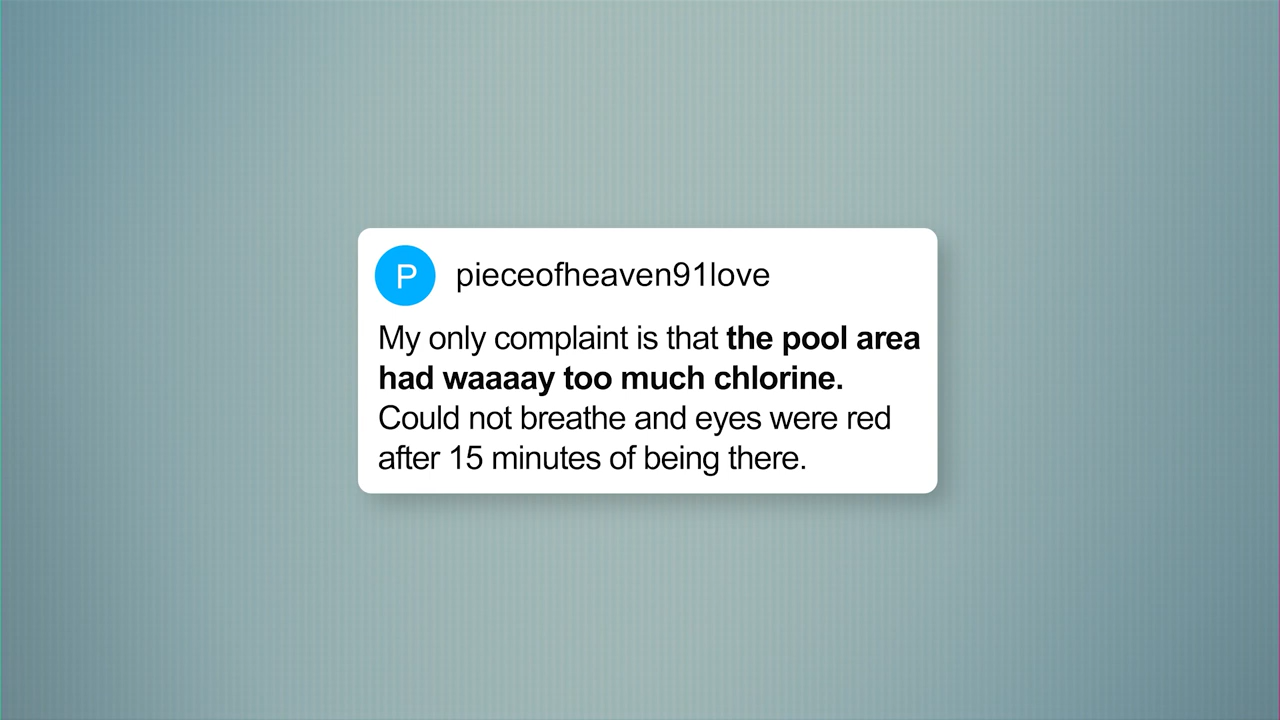 P
pieceofheaven91love
My only complaint is that the pool area
had waaaay too much chlorine.
Could not breathe and eyes were red
after 15 minutes of being there.